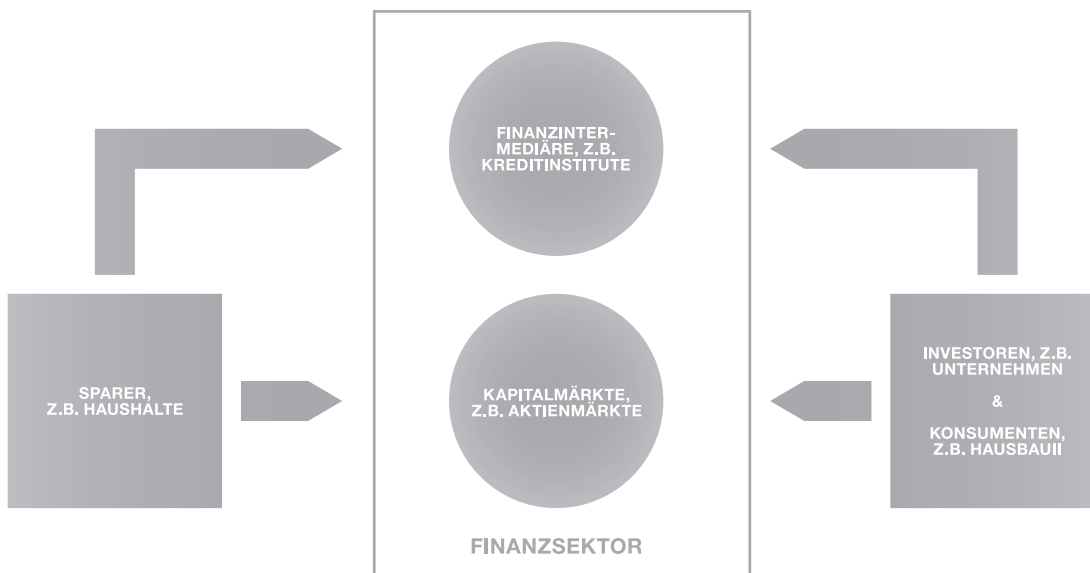 FINANZINTER-
MEDIÄRE, Z.B.
KREDITINSTITUTE
SPARER,
Z.B. HAUSHALTE
KAPITALMÄRKTE,
Z.B. AKTIENMÄRKTE
INVESTOREN, Z.B.
UNTERNEHMEN
&
KONSUMENTEN,
Z.B. HAUSBAUII
FINANZSEKTOR